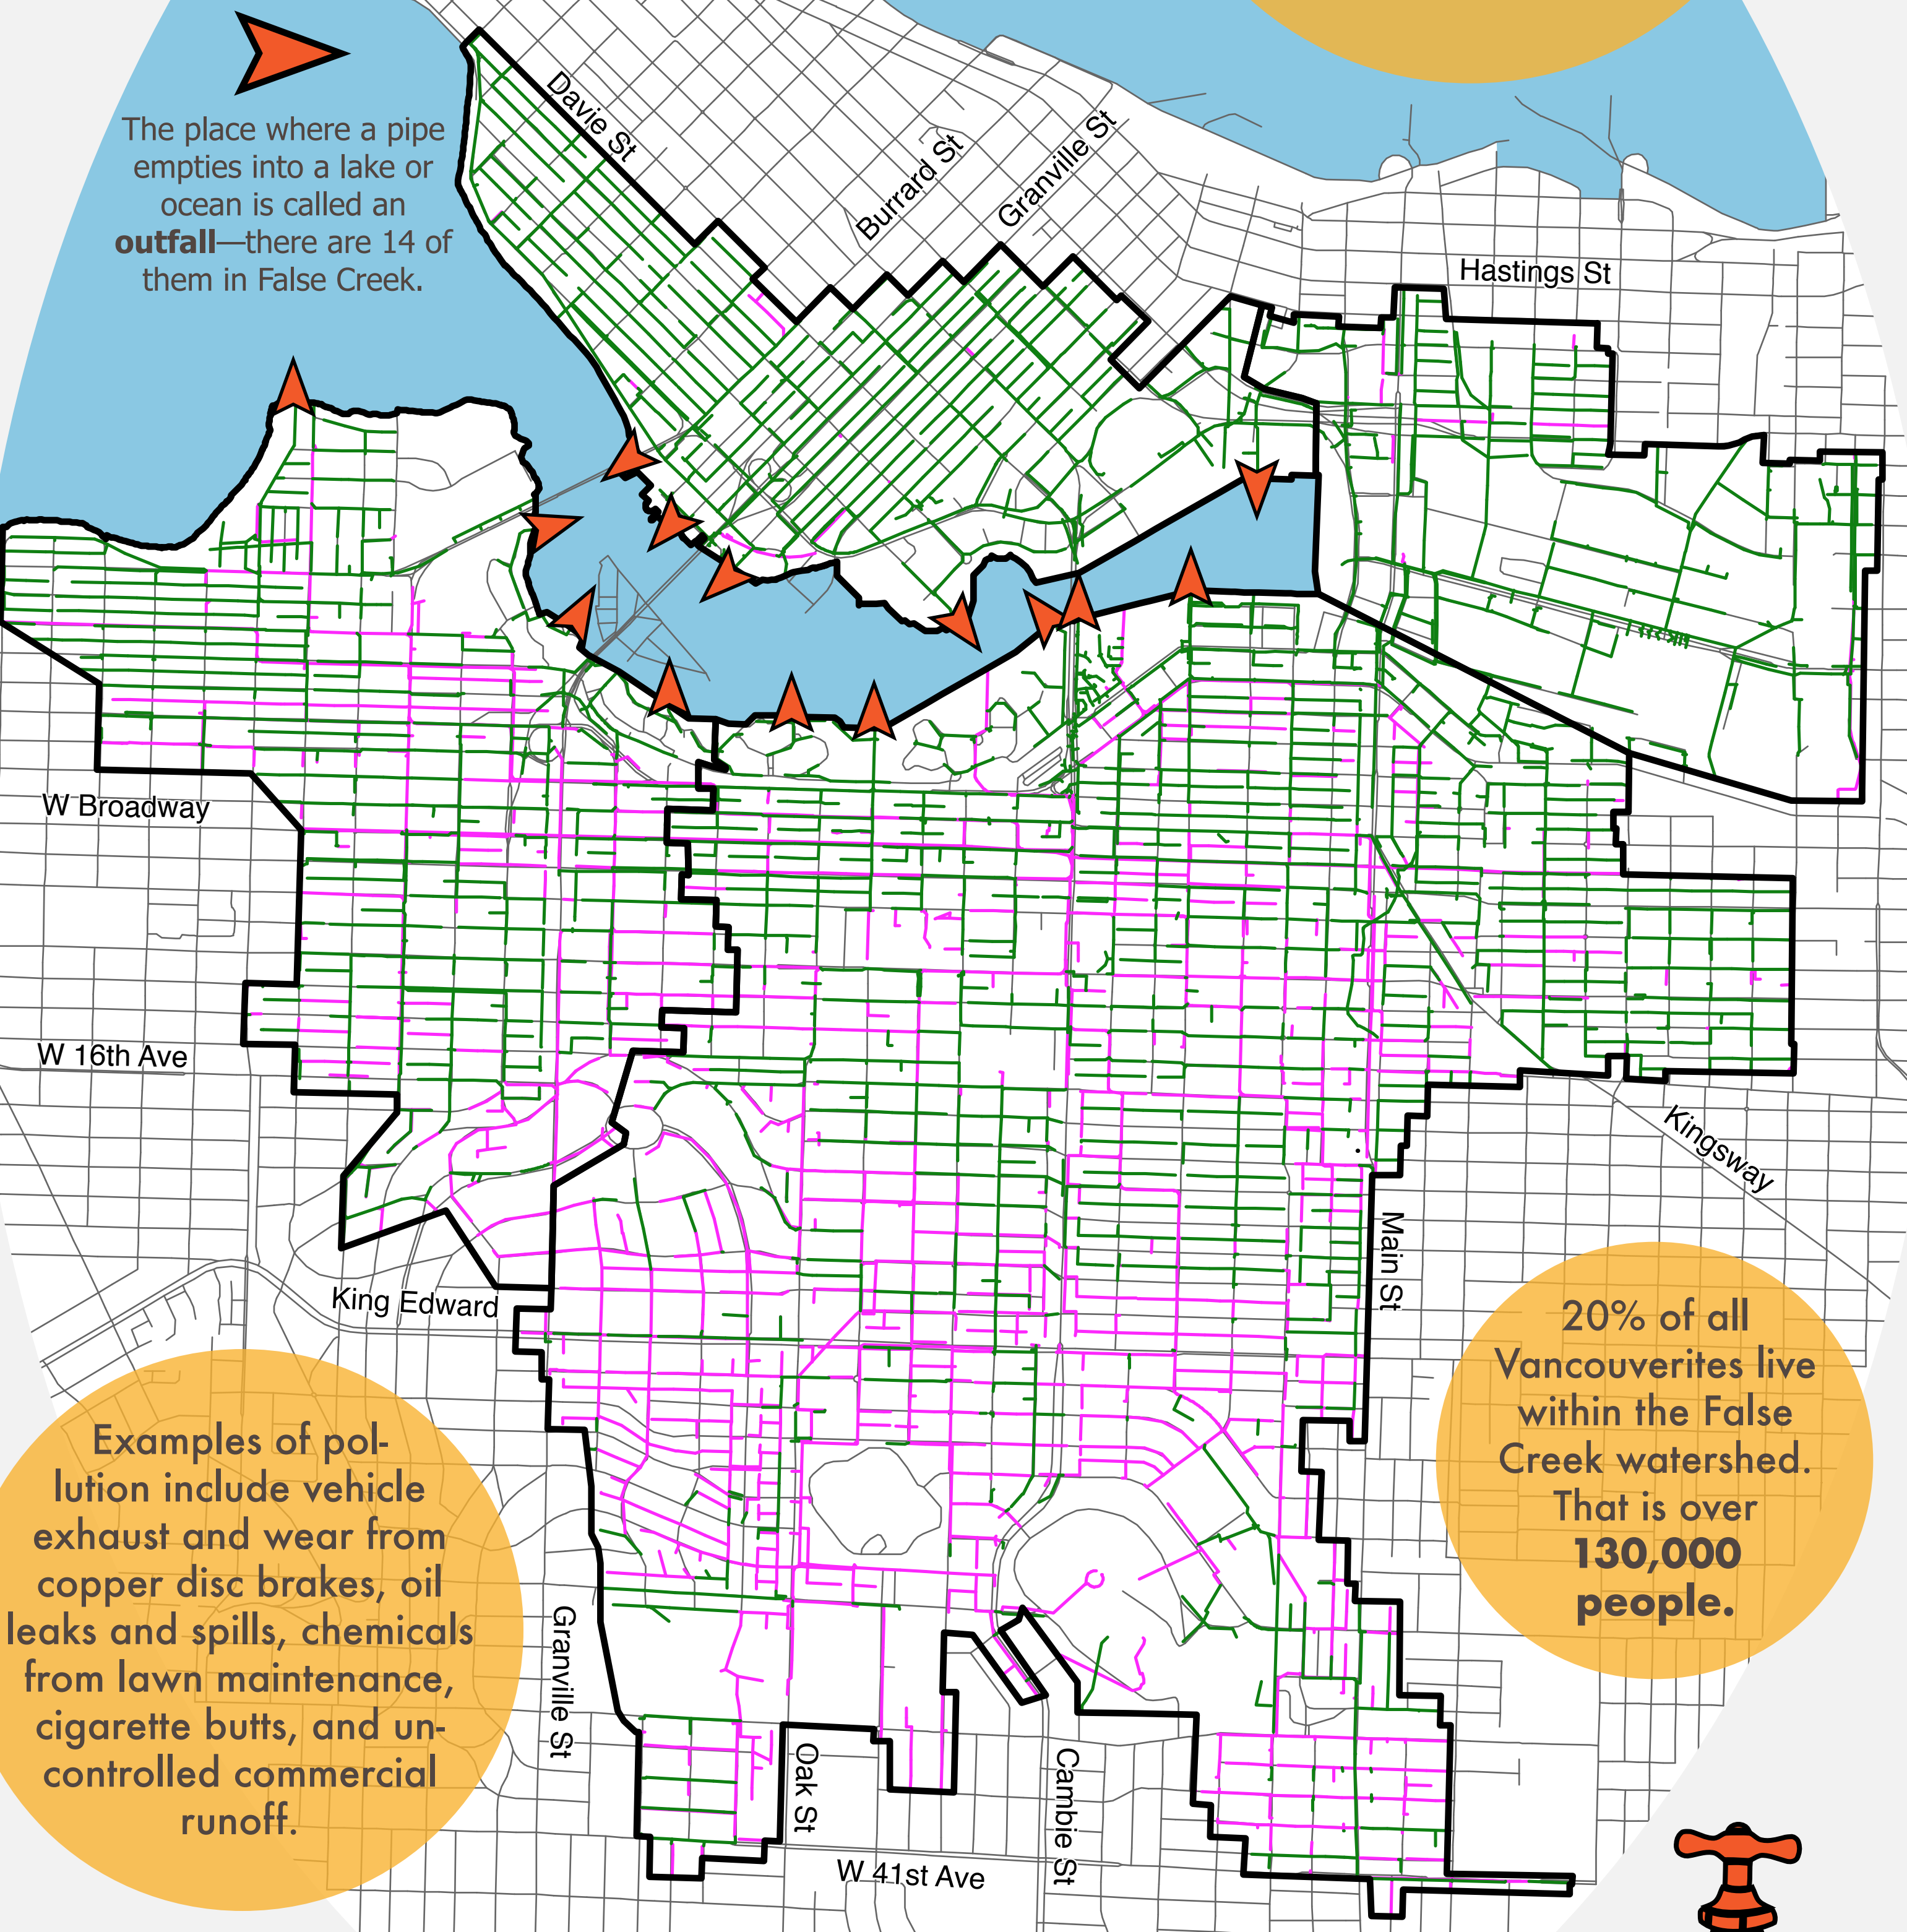 The place where a pipe
empties into a lake or
ocean is called an
outfall—there are 14 of
them in False Creek.
Davie St
Burrard St
Granville St
Hastings St
W Broadway
W 16th Ave
Kingsway
Main St
King Edward
20% of all
Vancouverites live
within the False
Creek watershed.
That is over
130,000
people.
Examples of pol-
lution include vehicle
exhaust and wear from
copper disc brakes, oil
leaks and spills, chemicals
from lawn maintenance,
cigarette butts, and un-
controlled commercial
runoff.
Granville St
Oak St
Cambie St
W 41st Ave